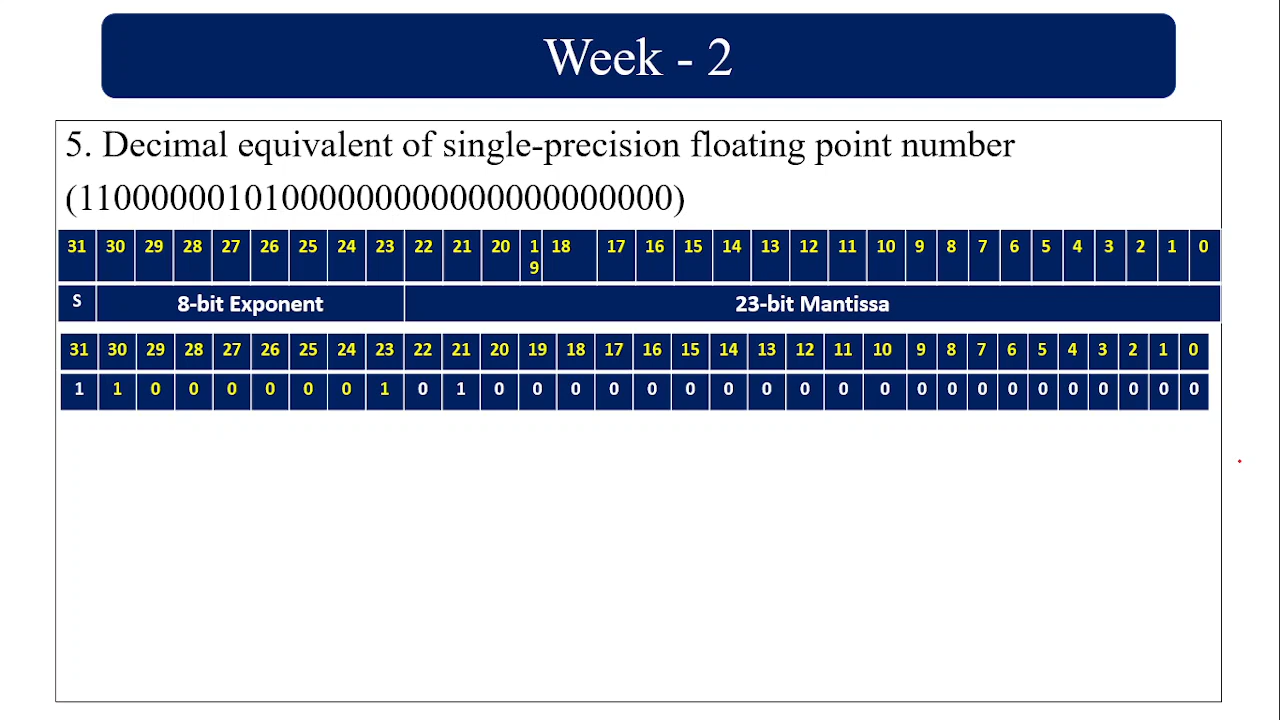 Week - 2
5. Decimal equivalent of single-precision floating point number
(11000000101000000000000000000000)
31 30 29 28 27 26 25 24 23 22 21 20 19 18 17 16 15 14 13 12 11 10 9 8 7 6 5 4 3 2 1 0
S 8-bit Exponent 23-bit Mantissa
31 30 29 28 27 26 25 24 23 22 21 20 19 18 17 16 15 14 13 12 11 10 9 8 7 6 5 4 3 2 1 0
1 1 0 0 0 0 0 0 1 0 1 0 0 0 0 0 0 0 0 0 0 0 0 0 0 0 0 0 0 0 0 0